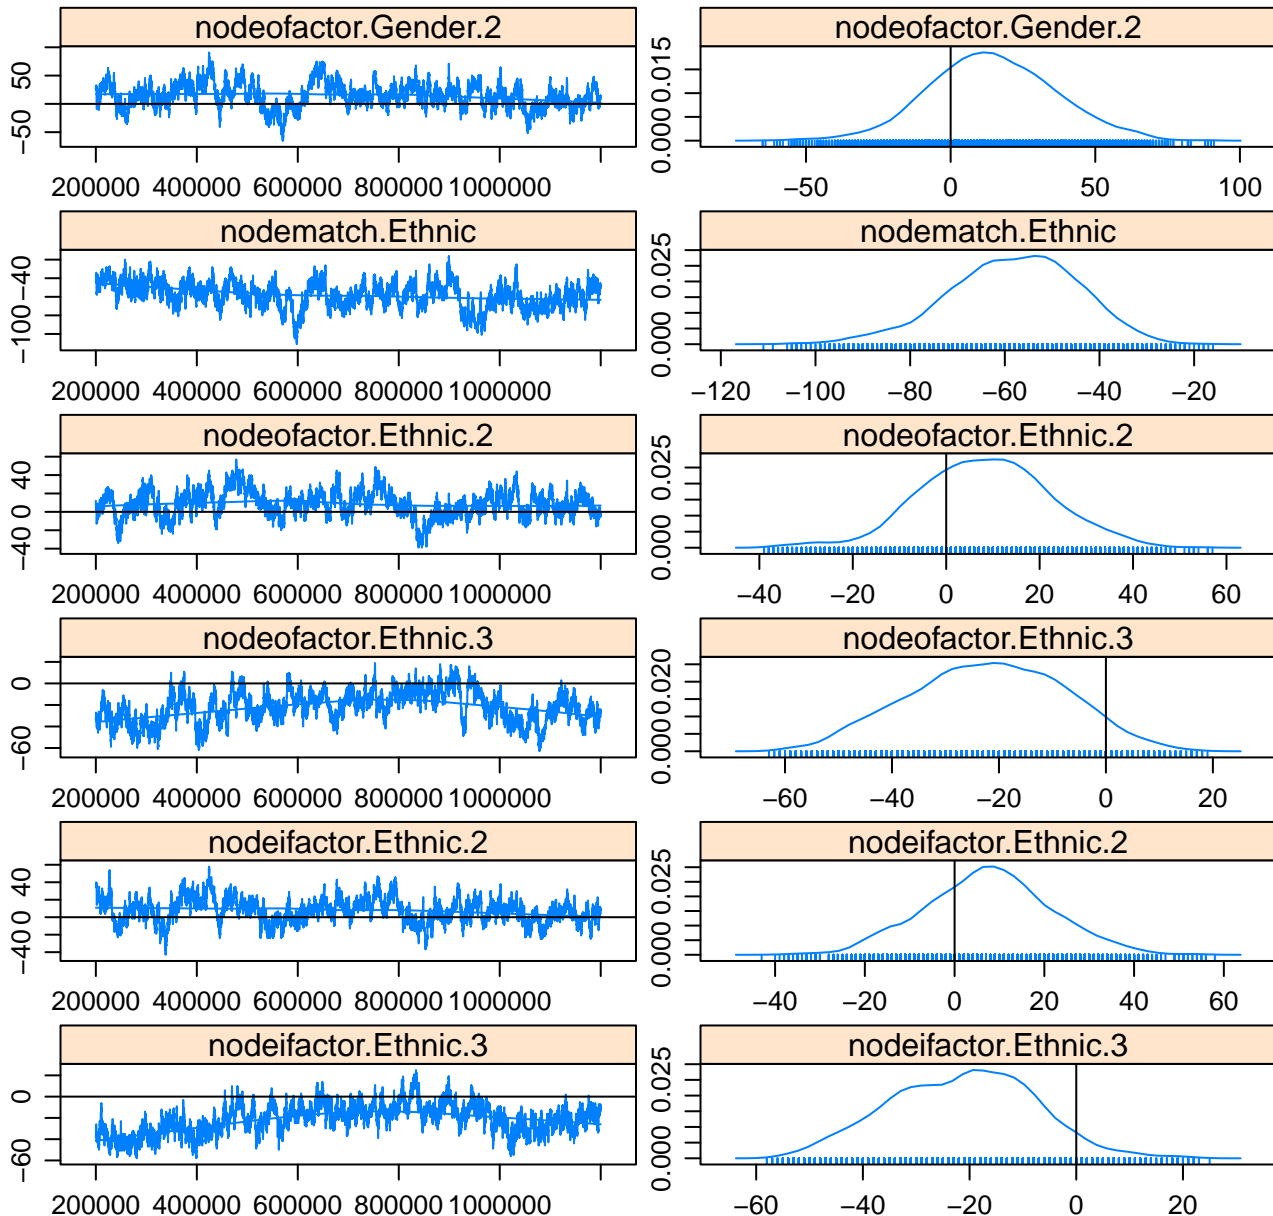 nodeofactor.Gender.2 nodeofactor.Gender.2
−50 50 0.000 0.015
200000 400000 600000 800000 1000000 −50 0 50 100
nodematch.Ethnic nodematch.Ethnic
−100 −40 0.000 0.025
200000 400000 600000 800000 1000000 −120 −100 −80 −60 −40 −20
nodeofactor.Ethnic.2 nodeofactor.Ethnic.2
−40 0 40 0.000 0.025
200000 400000 600000 800000 1000000 −40 −20 0 20 40 60
nodeofactor.Ethnic.3 nodeofactor.Ethnic.3
−60 0 0.000 0.020
200000 400000 600000 800000 1000000 −60 −40 −20 0 20
nodeifactor.Ethnic.2 nodeifactor.Ethnic.2
−40 0 40 0.000 0.025
200000 400000 600000 800000 1000000 −40 −20 0 20 40 60
nodeifactor.Ethnic.3 nodeifactor.Ethnic.3
−60 0 0.000 0.025
200000 400000 600000 800000 1000000 −60 −40 −20 0 20